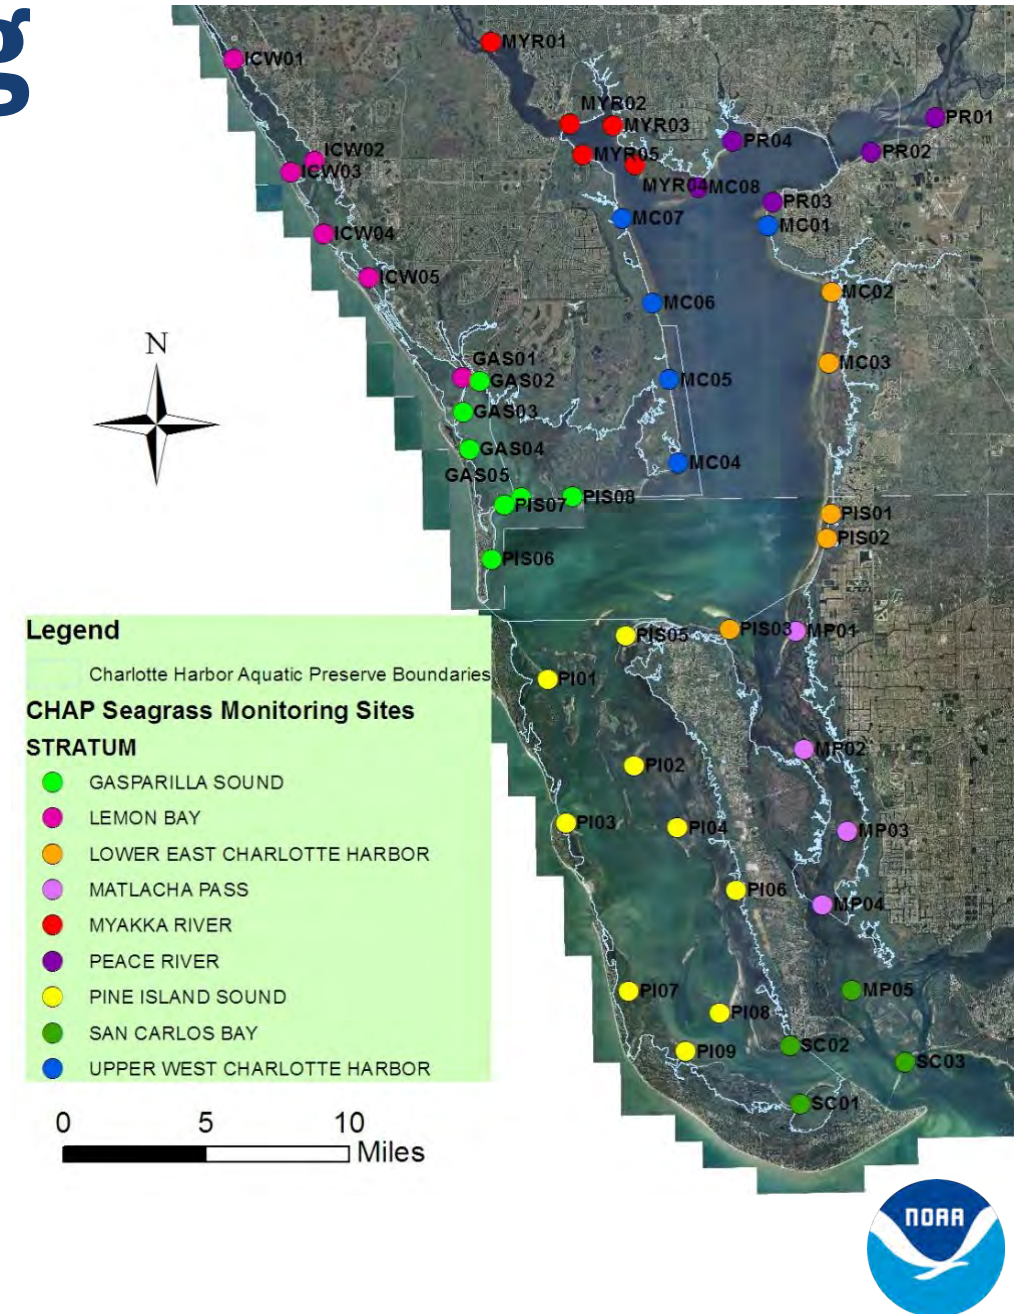 g
ICW01
MYR01
MYR02
MYR03
PR01
PR04
PR02
ICW02
ICW03
MYR05
MYR04
MC08
PR03
MC07
MC01
ICW04
ICW05
MC02
MC06
N
GAS01
GAS02
MC05
MC03
GAS03
GAS04
GAS05
MC04
PIS07
PIS08
PIS01
PIS02
PIS06
PIS05
PIS03
MP01
PI01
MP02
PI02
PI03
PI04
MP03
PI06
MP04
PI07
MP05
PI08
PI09
SC02
SC03
SC01
Legend
Charlotte Harbor Aquatic Preserve Boundaries
CHAP Seagrass Monitoring Sites
STRATUM
GASPARILLA SOUND
LEMON BAY
LOWER EAST CHARLOTTE HARBOR
MATLACHA PASS
MYAKKA RIVER
PEACE RIVER
PINE ISLAND SOUND
SAN CARLOS BAY
UPPER WEST CHARLOTTE HARBOR
0 5 10
Miles
NOAA